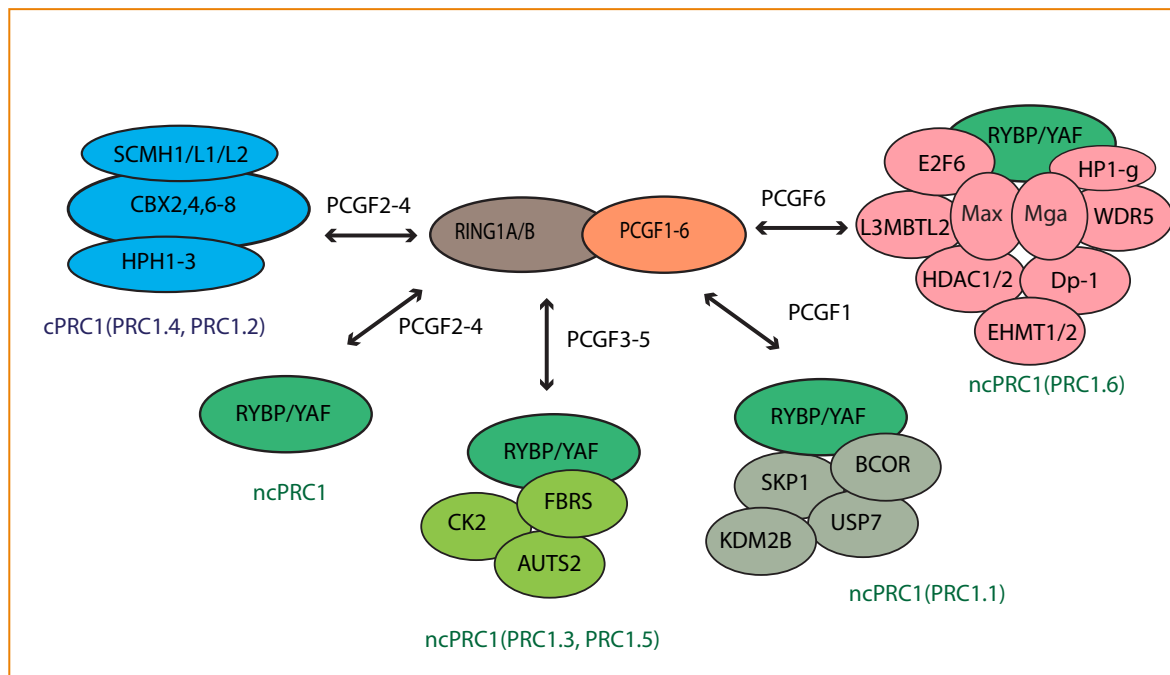 SCMH1/L1/L2
CBX2,4,6-8
HPH1-3
cPRC1(PRC1.4, PRC1.2)
PCGF2-4
RING1A/B
PCGF1-6
PCGF6
RYBP/YAF
E2F6
HP1-g
Max
Mga
L3MBTL2
WDR5
HDAC1/2
Dp-1
EHMT1/2
ncPRC1(PRC1.6)
PCGF2-4
PCGF3-5
PCGF1
RYBP/YAF
ncPRC1
RYBP/YAF
FBRS
CK2
AUTS2
ncPRC1(PRC1.3, PRC1.5)
RYBP/YAF
BCOR
SKP1
USP7
KDM2B
ncPRC1(PRC1.1)